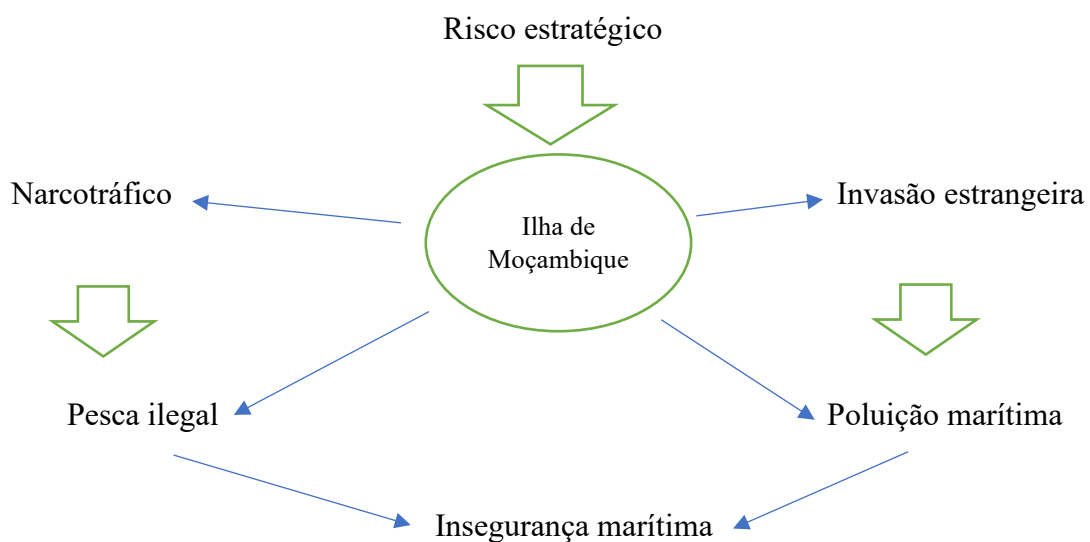 Risco estratégico
Narcotráfico
Invasão estrangeira
Ilha de
Moçambique
Pesca ilegal
Poluição marítima
Insegurança marítima